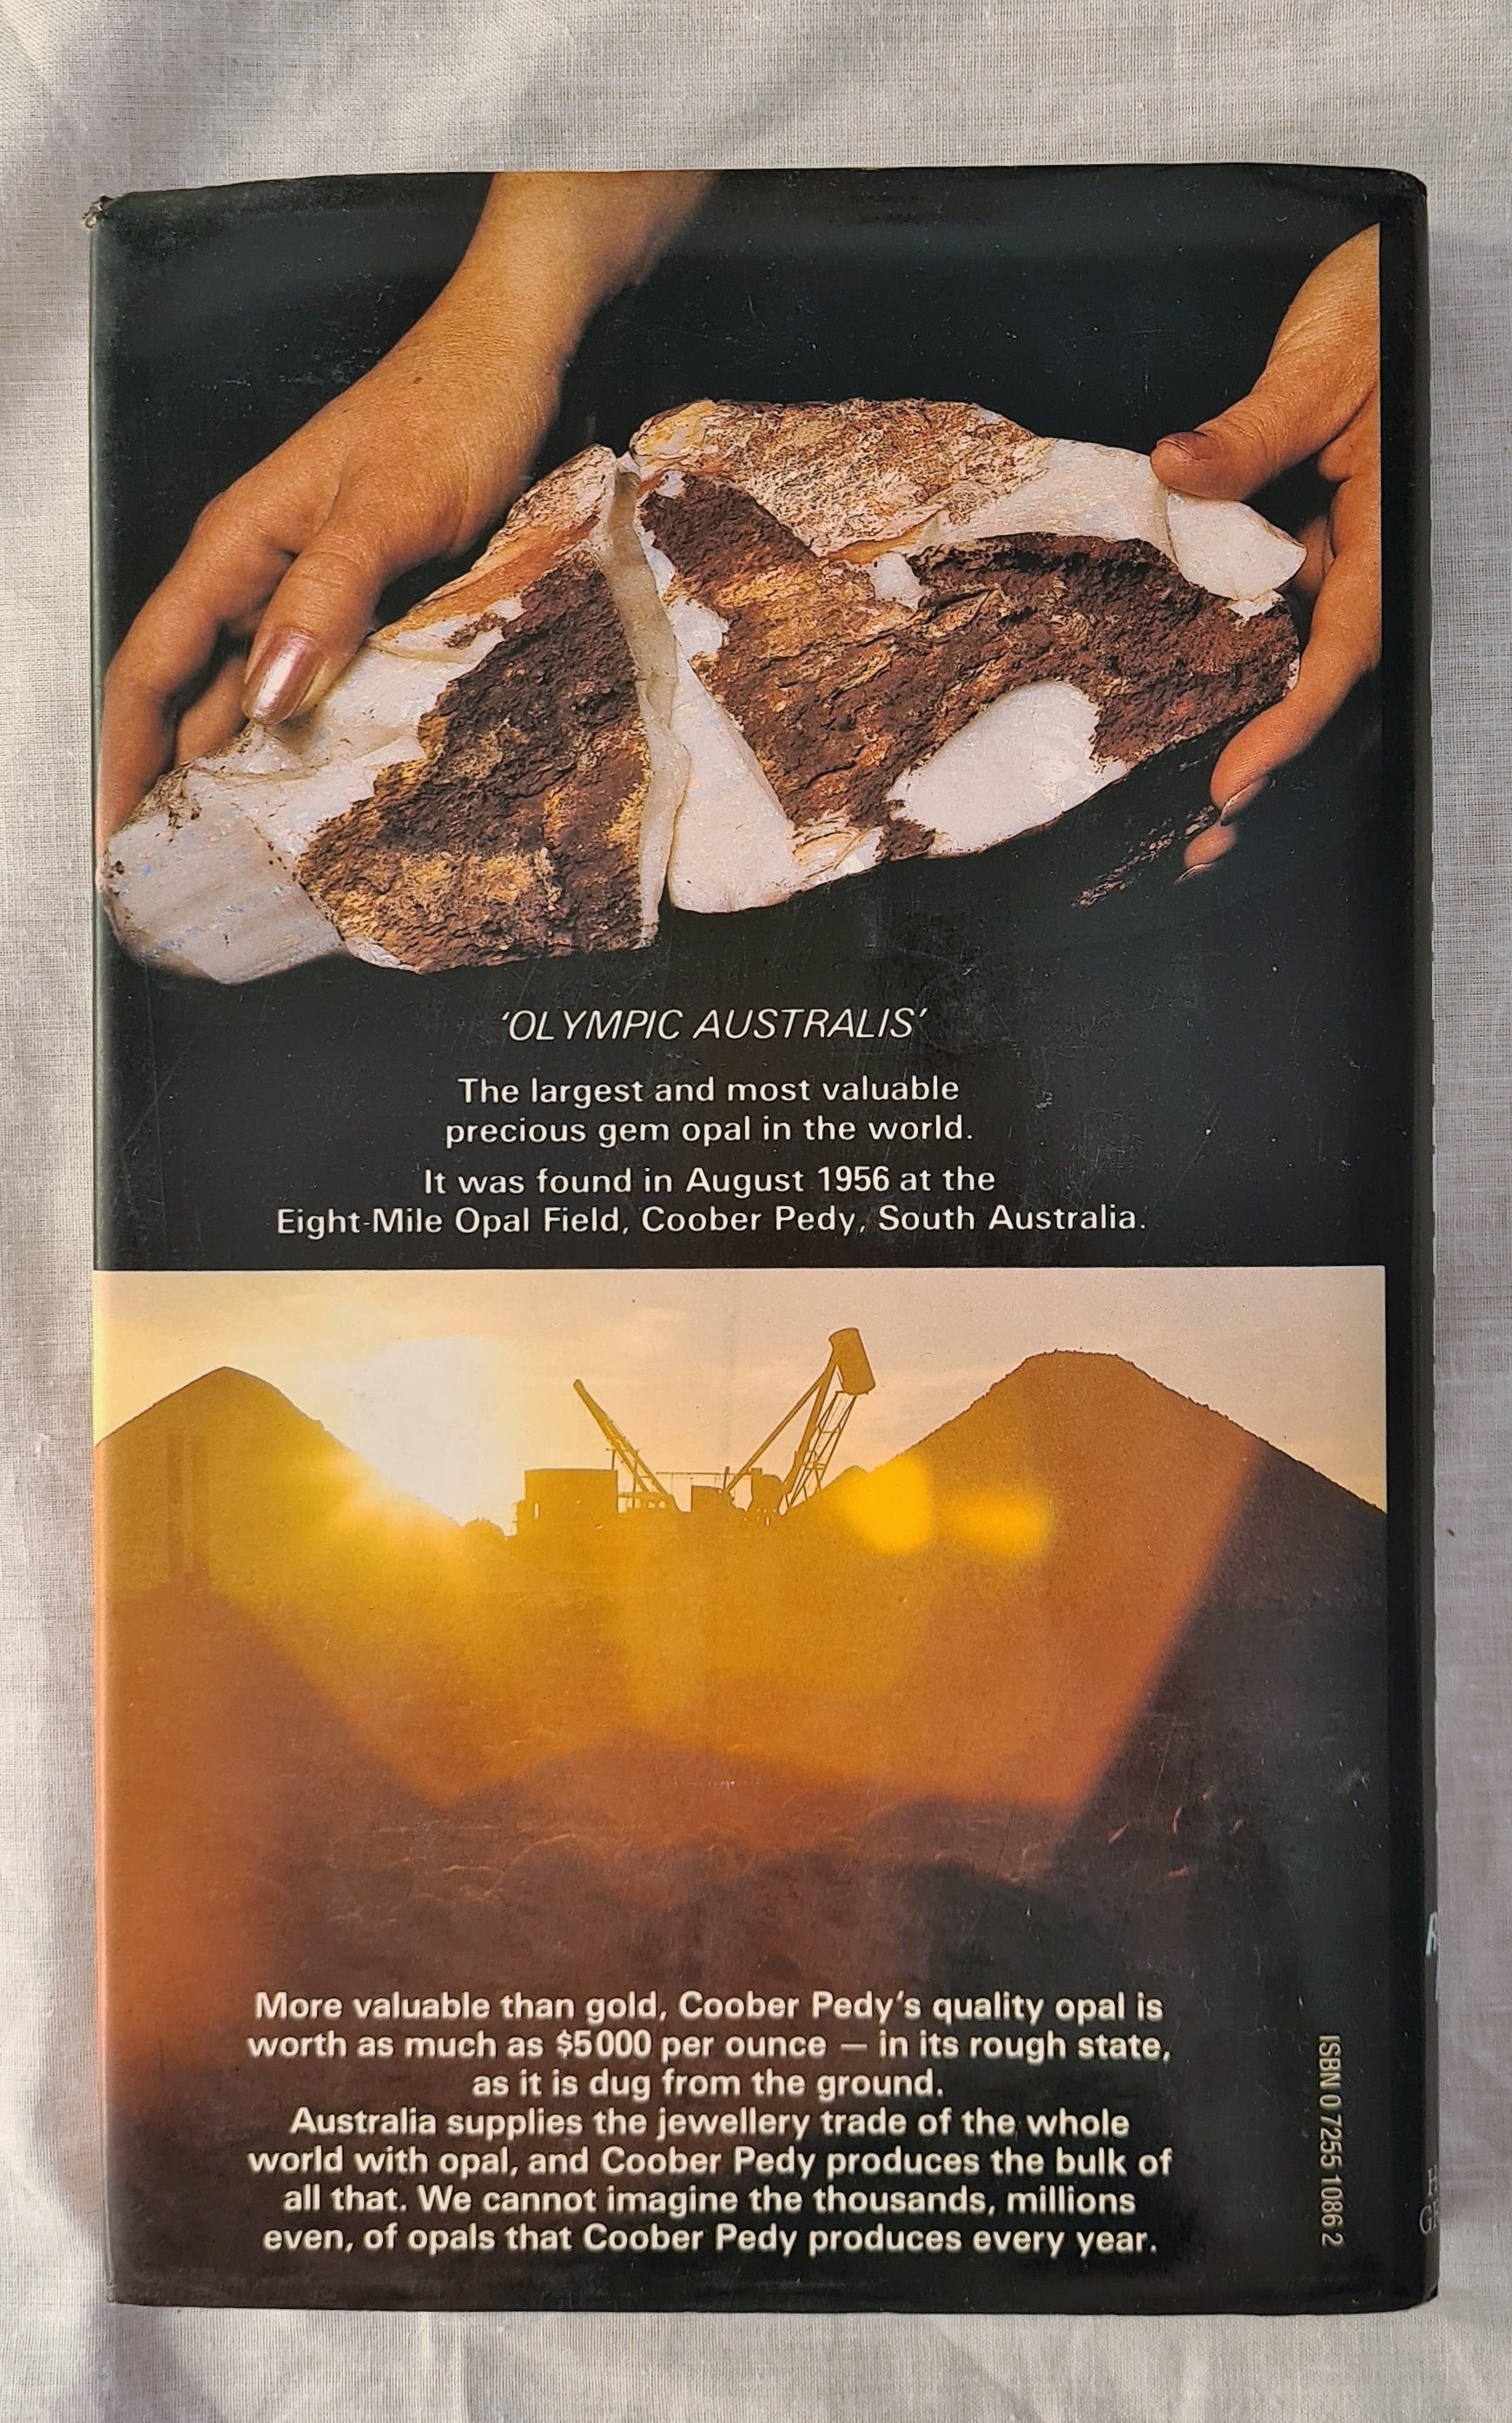 ‘OLYMPIC AUSTRALIS’
The largest and most valuable
precious gem opal in the world.
It was found in August 1956 at the
Eight-Mile Opal Field, Coober Pedy, South Australia.
More valuable than gold, Coober Pedy’s quality opal is
worth as much as $5000 per ounce — in its rough state,
as it is dug from the ground.
Australia supplies the jewellery trade of the whole
world with opal, and Coober Pedy produces the bulk of
all that. We cannot imagine the thousands, millions
even, of opals that Coober Pedy produces every year.
ISBN 0 7255 1086 2